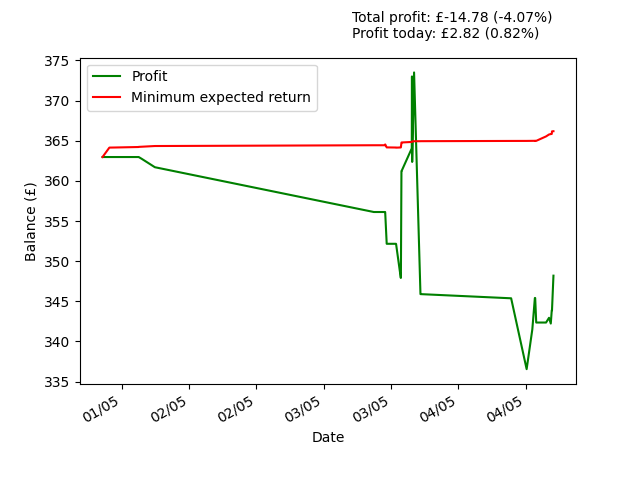 Total profit: £-14.78 (-4.07%)
Profit today: £2.82 (0.82%)
Profit
Minimum expected return
375
370
365
360
355
350
345
340
335
Balance (£)
01/05
02/05
02/05
03/05
03/05
04/05
04/05
Date